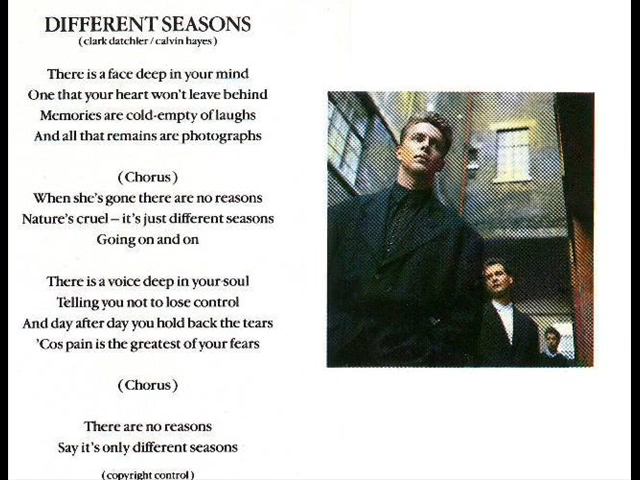 DIFFERENT SEASONS
(clark datchler/calvin hayes)
There is a face deep in your mind
One that your heart won't leave behind
Memories are cold-empty of laughs
And all that remains are photographs
(Chorus)
When she's gone there are no reasons
Nature's cruel – it's just different seasons
Going on and on
There is a voice deep in your soul
Telling you not to lose control
And day after day you hold back the tears
'Cos pain is the greatest of your fears
(Chorus)
There are no reasons
Say it's only different seasons
(copyright control)